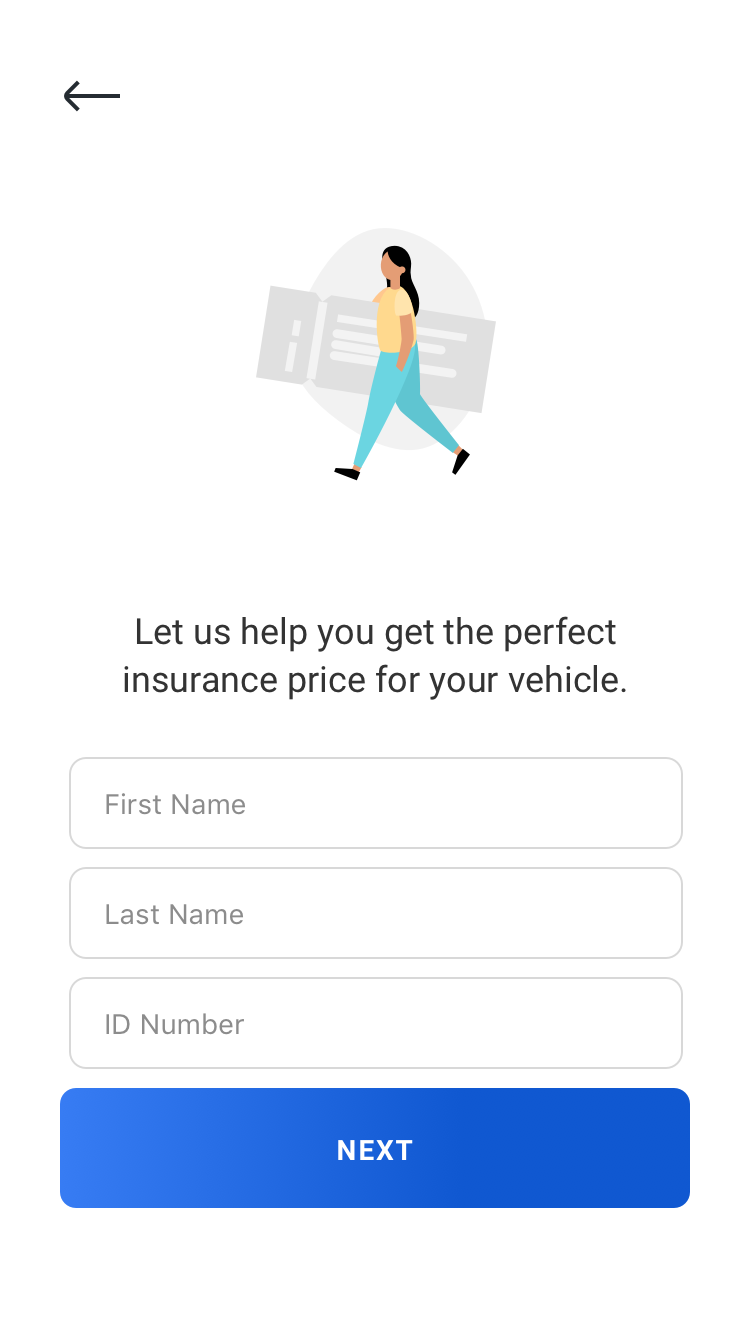 Let us help you get the perfect
insurance price for your vehicle.
First Name
Last Name
ID Number
NEXT